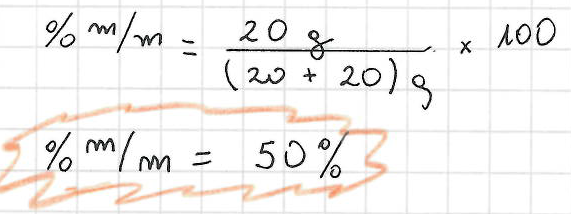 % m/m = 20 g / (20 + 20) g × 100
% m/m = 50%